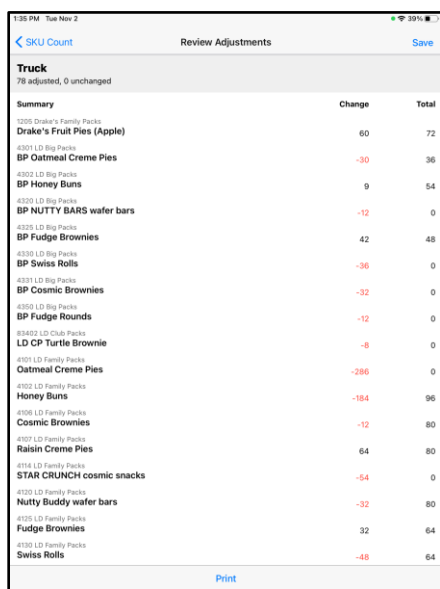 1:35 PM Tue Nov 2 39%
SKU Count Review Adjustments Save
Truck
78 adjusted, 0 unchanged
Summary Change Total
1205 Drake's Family Packs
Drake's Fruit Pies (Apple) 60 72
4301 LD Big Packs
BP Oatmeal Creme Pies -30 36
4302 LD Big Packs
BP Honey Buns 9 54
4320 LD Big Packs
BP NUTTY BARS wafer bars -12 0
4325 LD Big Packs
BP Fudge Brownies 42 48
4330 LD Big Packs
BP Swiss Rolls -36 0
4331 LD Big Packs
BP Cosmic Brownies -32 0
4350 LD Big Packs
BP Fudge Rounds -12 0
83402 LD Club Packs
LD CP Turtle Brownie -8 0
4101 LD Family Packs
Oatmeal Creme Pies -286 0
4102 LD Family Packs
Honey Buns -184 96
4106 LD Family Packs
Cosmic Brownies -12 80
4107 LD Family Packs
Raisin Creme Pies 64 80
4114 LD Family Packs
STAR CRUNCH cosmic snacks -54 0
4120 LD Family Packs
Nutty Buddy wafer bars -32 80
4125 LD Family Packs
Fudge Brownies 32 64
4130 LD Family Packs
Swiss Rolls -48 64
Print